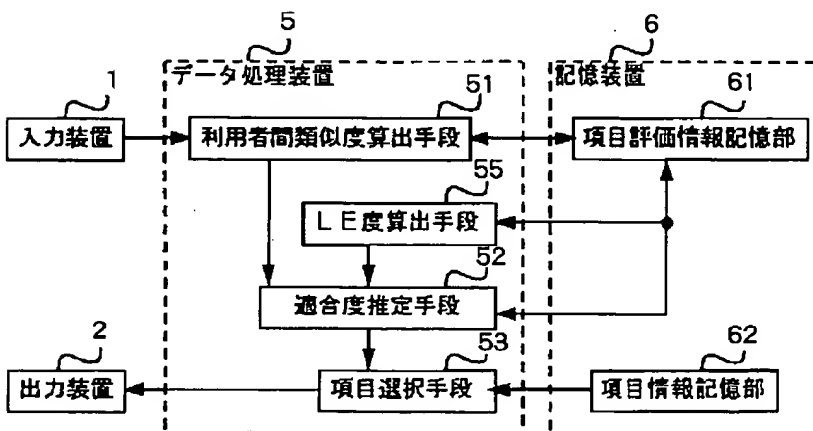 5
6
データ処理装置
記憶装置
1
51
61
入力装置
利用者間類似度算出手段
項目評価情報記憶部
55
LE度算出手段
52
適合度推定手段
2
53
62
出力装置
項目選択手段
項目情報記憶部